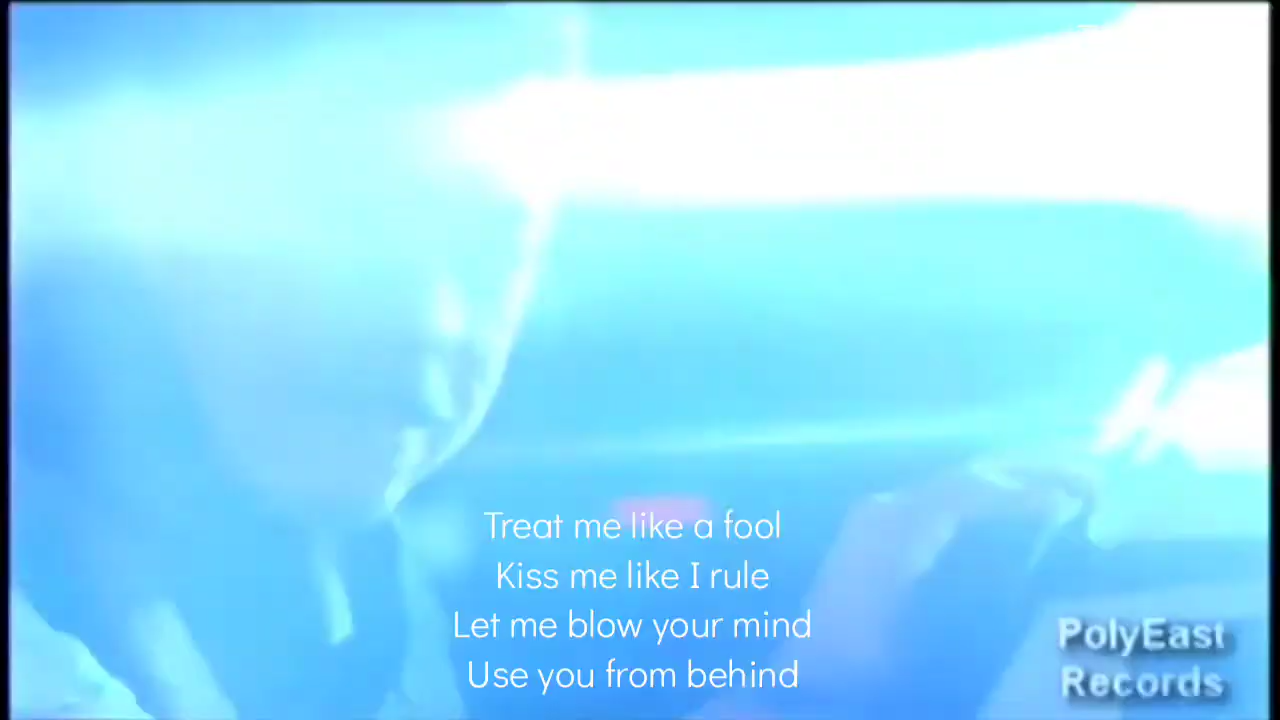 Treat me like a fool
Kiss me like I rule
Let me blow your mind
Use you from behind
PolyEast
Records